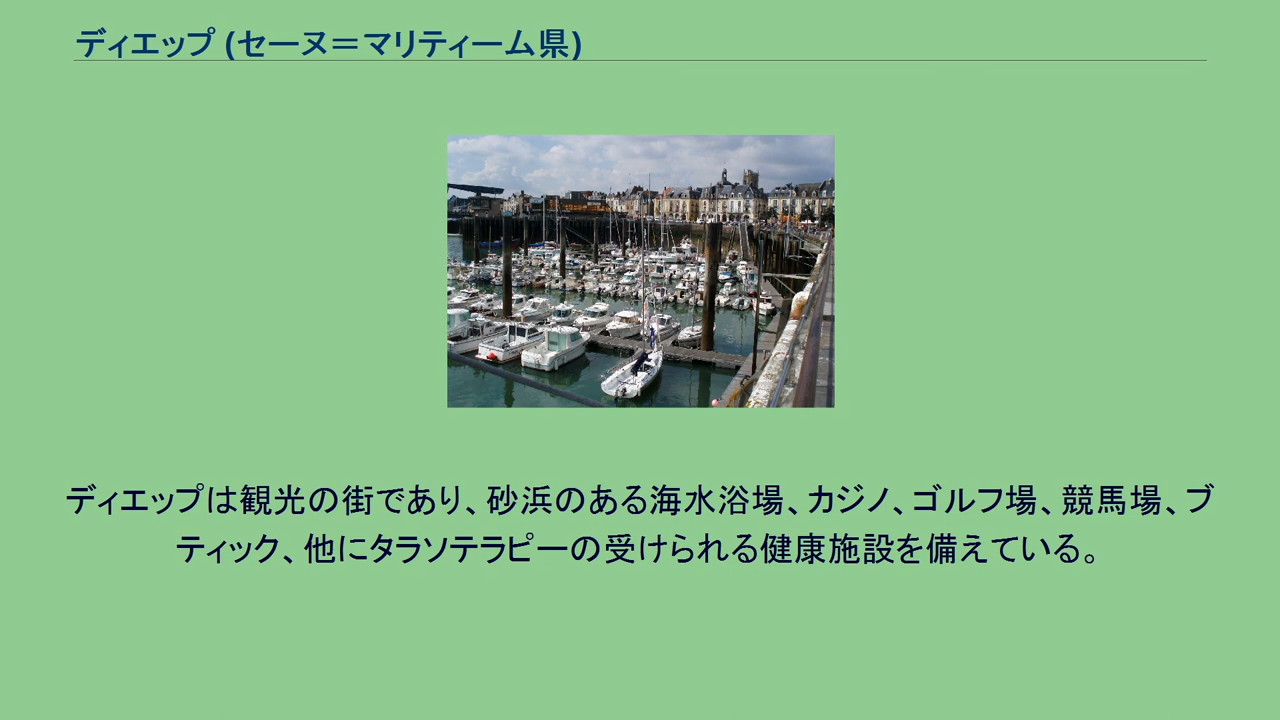 ディエップ (セーヌ＝マリティーム県)
ディエップは観光の街であり、砂浜のある海水浴場、カジノ、ゴルフ場、競馬場、ブ
ティック、他にタラソテラピーの受けられる健康施設を備えている。